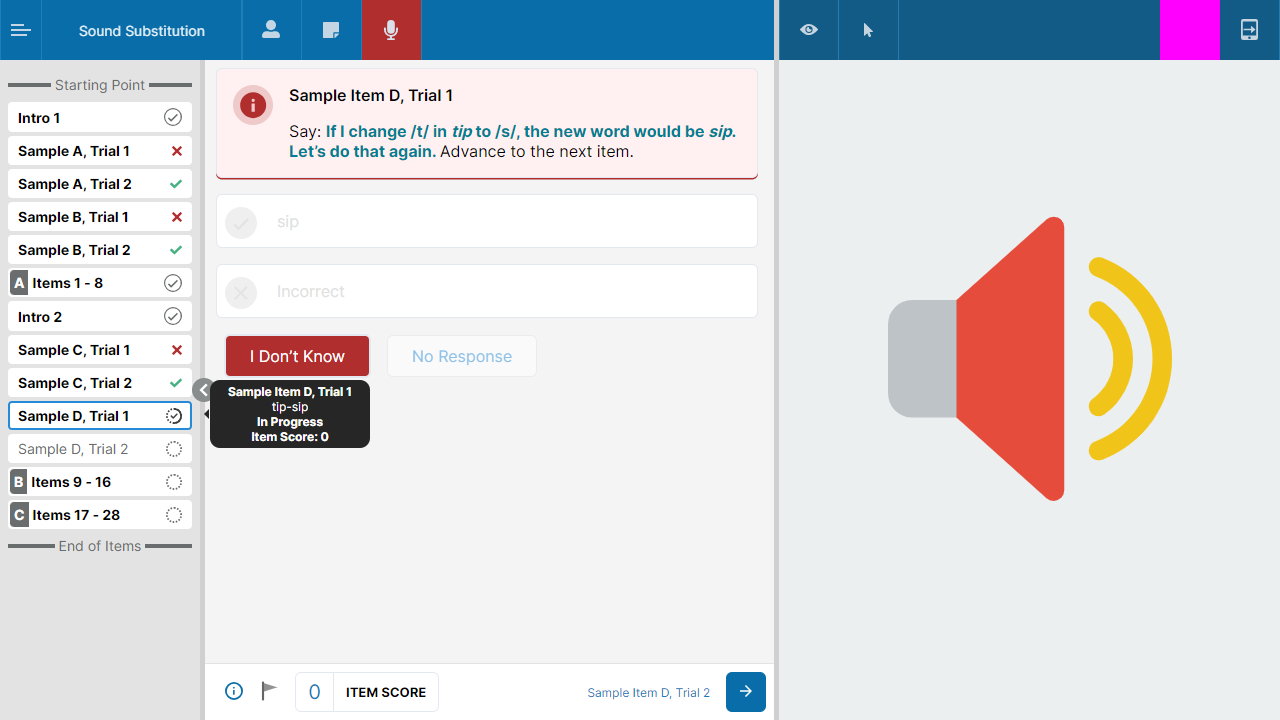 Sound Substitution
Starting Point
Intro 1
Sample A, Trial 1
Sample A, Trial 2
Sample B, Trial 1
Sample B, Trial 2
A Items 1 - 8
Intro 2
Sample C, Trial 1
Sample C, Trial 2
Sample D, Trial 1
Sample D, Trial 2
B Items 9 - 16
C Items 17 - 28
End of Items
Sample Item D, Trial 1
Say: If I change /t/ in tip to /s/, the new word would be sip.
Let’s do that again. Advance to the next item.
sip
Incorrect
I Don’t Know
No Response
Sample Item D, Trial 1
tip-sip
In Progress
Item Score: 0
0 ITEM SCORE
Sample Item D, Trial 2